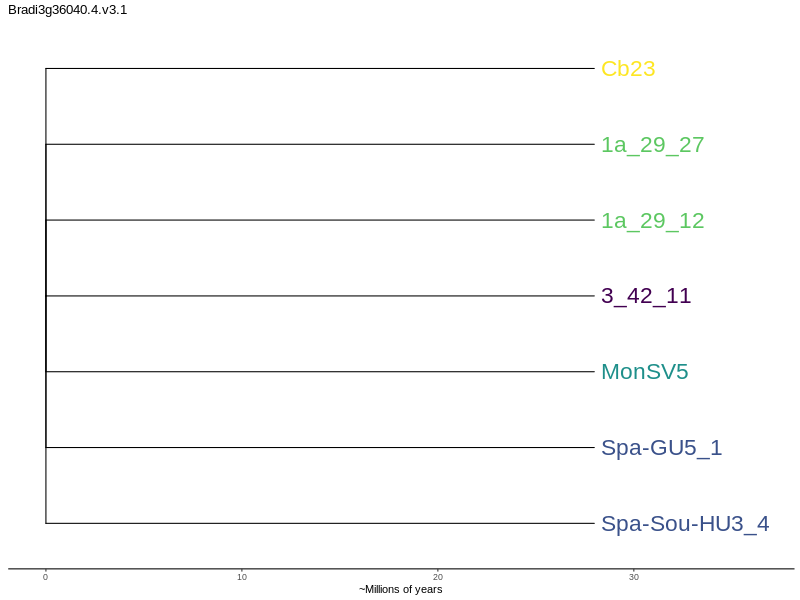 Bradi3g36040.4.v3.1
Cb23
1a_29_27
1a_29_12
3_42_11
MonSV5
Spa-GU5_1
Spa-Sou-HU3_4
0 10 20 30
~Millions of years